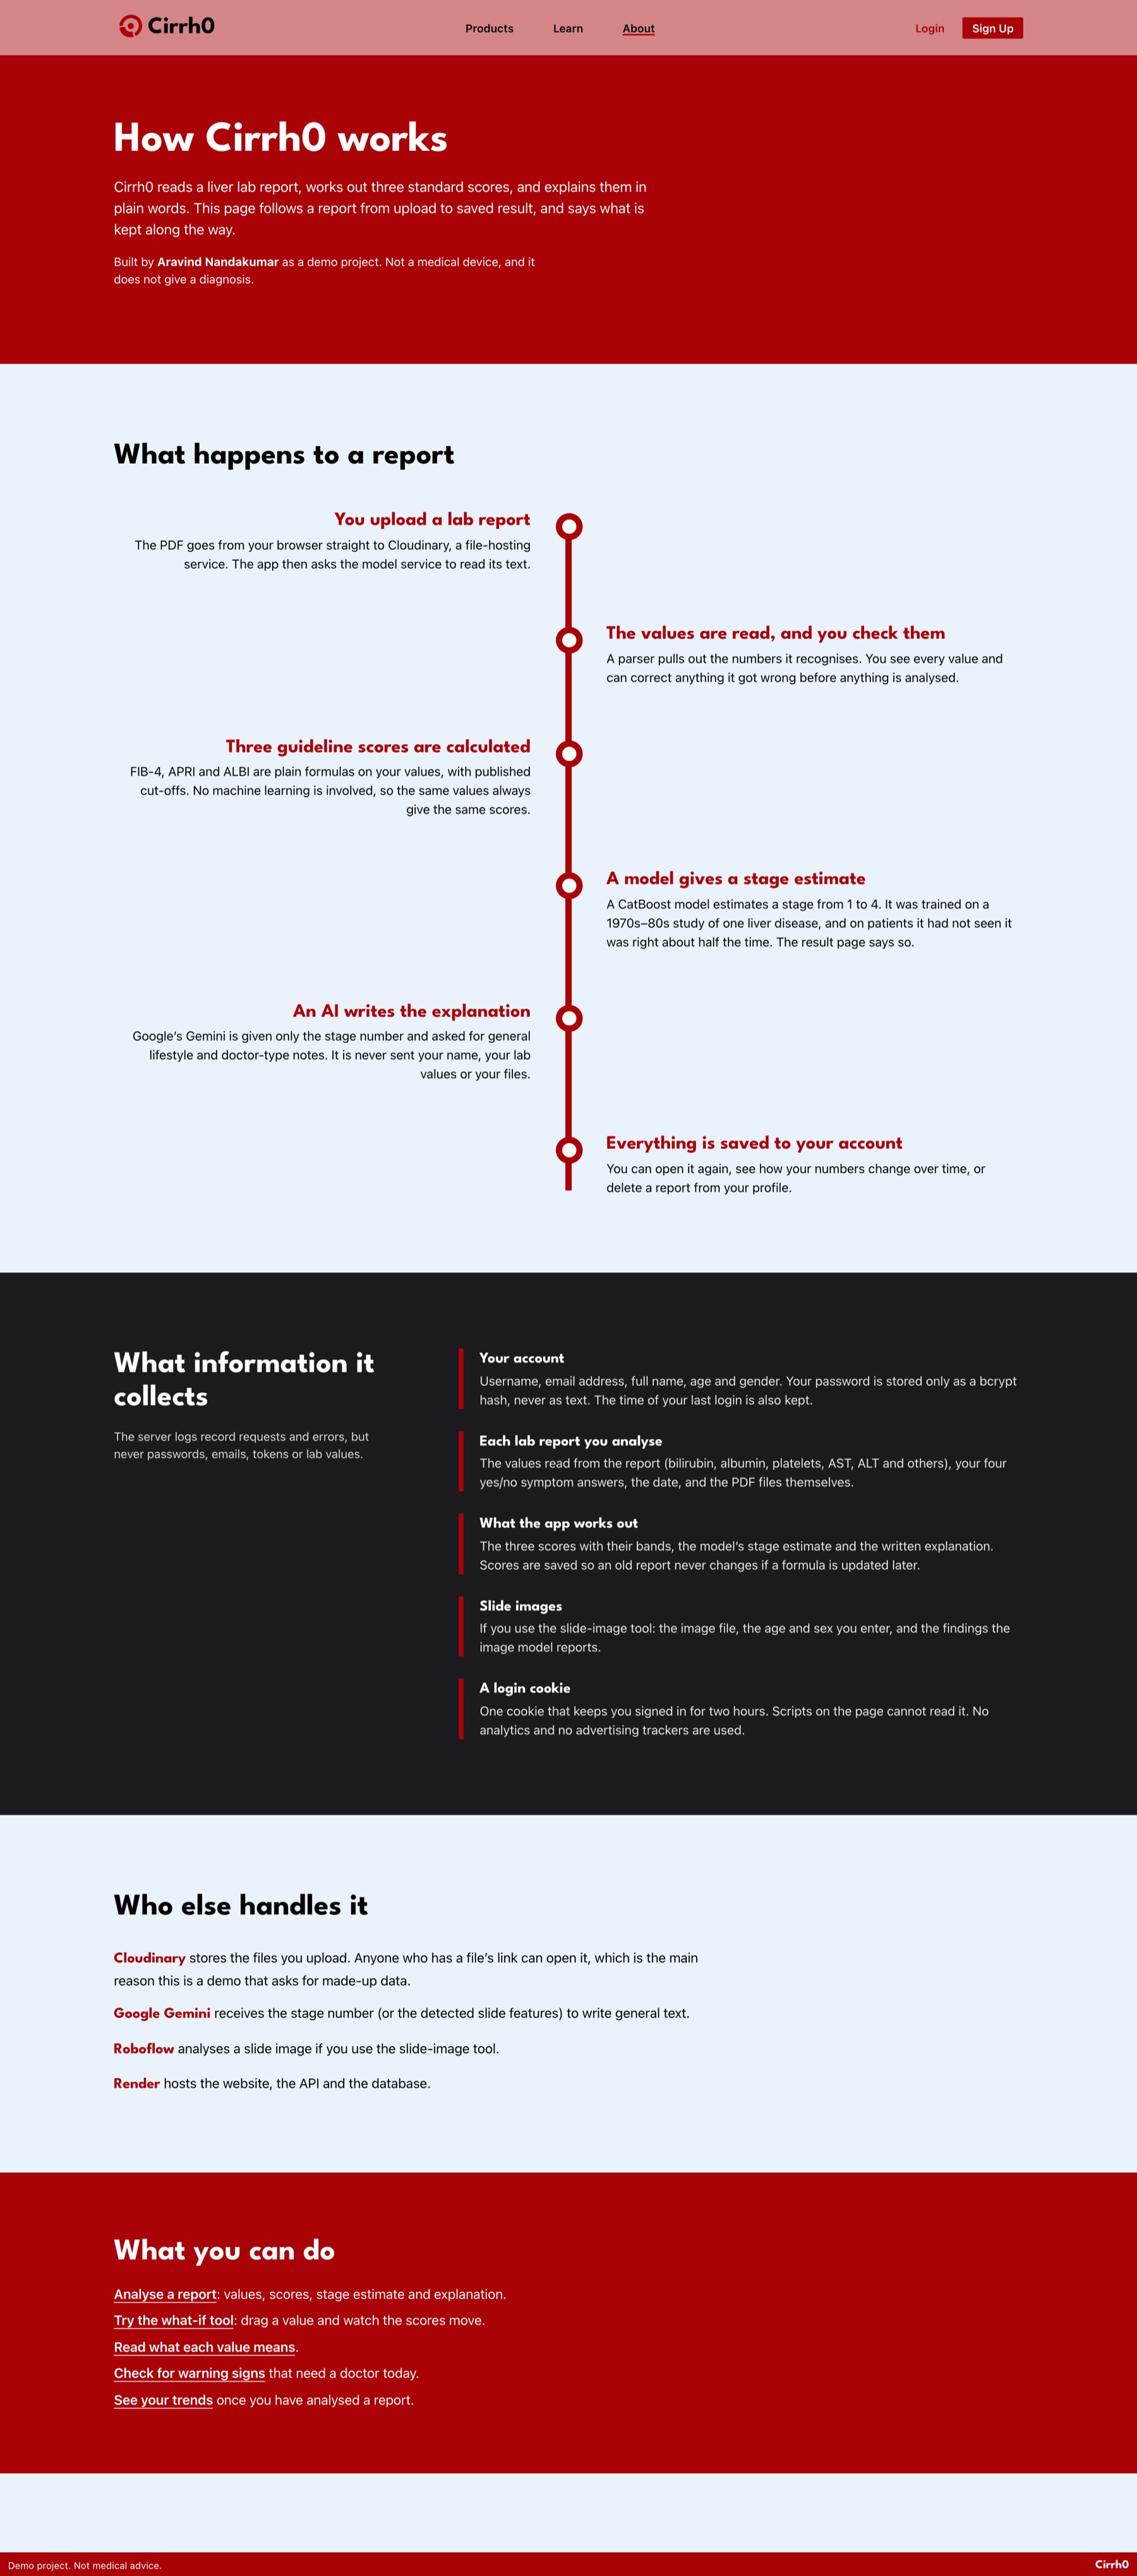 Cirrh0
Products Learn About
Login Sign Up
How Cirrh0 works
Cirrh0 reads a liver lab report, works out three standard scores, and explains them in
plain words. This page follows a report from upload to saved result, and says what is
kept along the way.
Built by Aravind Nandakumar as a demo project. Not a medical device, and it
does not give a diagnosis.
What happens to a report
You upload a lab report
The PDF goes from your browser straight to Cloudinary, a file-hosting
service. The app then asks the model service to read its text.
The values are read, and you check them
A parser pulls out the numbers it recognises. You see every value and
can correct anything it got wrong before anything is analysed.
Three guideline scores are calculated
FIB-4, APRI and ALBI are plain formulas on your values, with published
cut-offs. No machine learning is involved, so the same values always
give the same scores.
A model gives a stage estimate
A CatBoost model estimates a stage from 1 to 4. It was trained on a
1970s–80s study of one liver disease, and on patients it had not seen it
was right about half the time. The result page says so.
An AI writes the explanation
Google's Gemini is given only the stage number and asked for general
lifestyle and doctor-type notes. It is never sent your name, your lab
values or your files.
Everything is saved to your account
You can open it again, see how your numbers change over time, or
delete a report from your profile.
What information it
collects
The server logs record requests and errors, but
never passwords, emails, tokens or lab values.
Your account
Username, email address, full name, age and gender. Your password is stored only as a bcrypt
hash, never as text. The time of your last login is also kept.
Each lab report you analyse
The values read from the report (bilirubin, albumin, platelets, AST, ALT and others), your four
yes/no symptom answers, the date, and the PDF files themselves.
What the app works out
The three scores with their bands, the model's stage estimate and the written explanation.
Scores are saved so an old report never changes if a formula is updated later.
Slide images
If you use the slide-image tool: the image file, the age and sex you enter, and the findings the
image model reports.
A login cookie
One cookie that keeps you signed in for two hours. Scripts on the page cannot read it. No
analytics and no advertising trackers are used.
Who else handles it
Cloudinary stores the files you upload. Anyone who has a file's link can open it, which is the main
reason this is a demo that asks for made-up data.
Google Gemini receives the stage number (or the detected slide features) to write general text.
Roboflow analyses a slide image if you use the slide-image tool.
Render hosts the website, the API and the database.
What you can do
Analyse a report: values, scores, stage estimate and explanation.
Try the what-if tool: drag a value and watch the scores move.
Read what each value means.
Check for warning signs that need a doctor today.
See your trends once you have analysed a report.
Demo project. Not medical advice.
Cirrh0